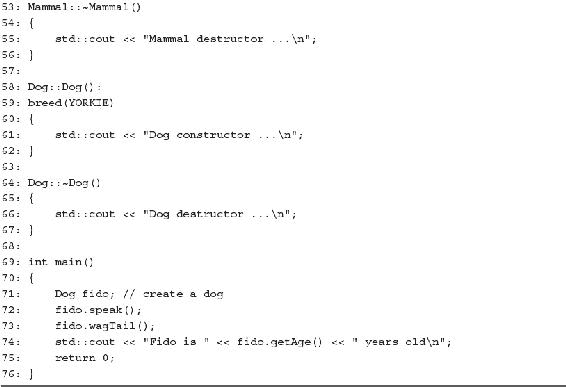 53: Mammal::~Mammal()
54: {
55:     std::cout << "Mammal destructor ...\n";
56: }
57:
58: Dog::Dog():
59: breed(YORKIE)
60: {
61:     std::cout << "Dog constructor ...\n";
62: }
63:
64: Dog::~Dog()
65: {
66:     std::cout << "Dog destructor ...\n";
67: }
68:
69: int main()
70: {
71:     Dog fido; // create a dog
72:     fido.speak();
73:     fido.wagTail();
74:     std::cout << "Fido is " << fido.getAge() << " years old\n";
75:     return 0;
76: }